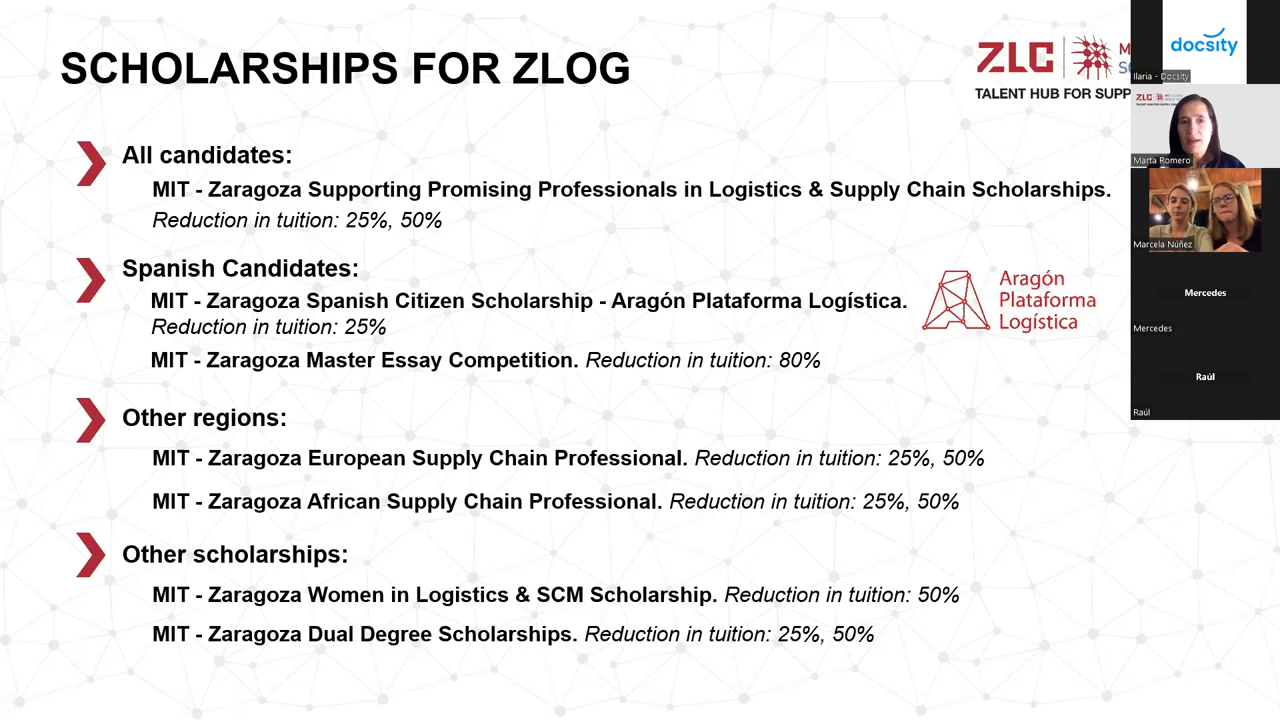 SCHOLARSHIPS FOR ZLOG
ZLC
TALENT HUB FOR SUPP
All candidates:
MIT - Zaragoza Supporting Promising Professionals in Logistics & Supply Chain Scholarships.
Reduction in tuition: 25%, 50%
Spanish Candidates:
MIT - Zaragoza Spanish Citizen Scholarship - Aragón Plataforma Logística.
Reduction in tuition: 25%
MIT - Zaragoza Master Essay Competition. Reduction in tuition: 80%
Aragón
Plataforma
Logística
Other regions:
MIT - Zaragoza European Supply Chain Professional. Reduction in tuition: 25%, 50%
MIT - Zaragoza African Supply Chain Professional. Reduction in tuition: 25%, 50%
Other scholarships:
MIT - Zaragoza Women in Logistics & SCM Scholarship. Reduction in tuition: 50%
MIT - Zaragoza Dual Degree Scholarships. Reduction in tuition: 25%, 50%
docsity
Ilaria - Docsity
ZLC
Marta Romero
Marcela Núñez
Mercedes
Mercedes
Raúl
Raúl